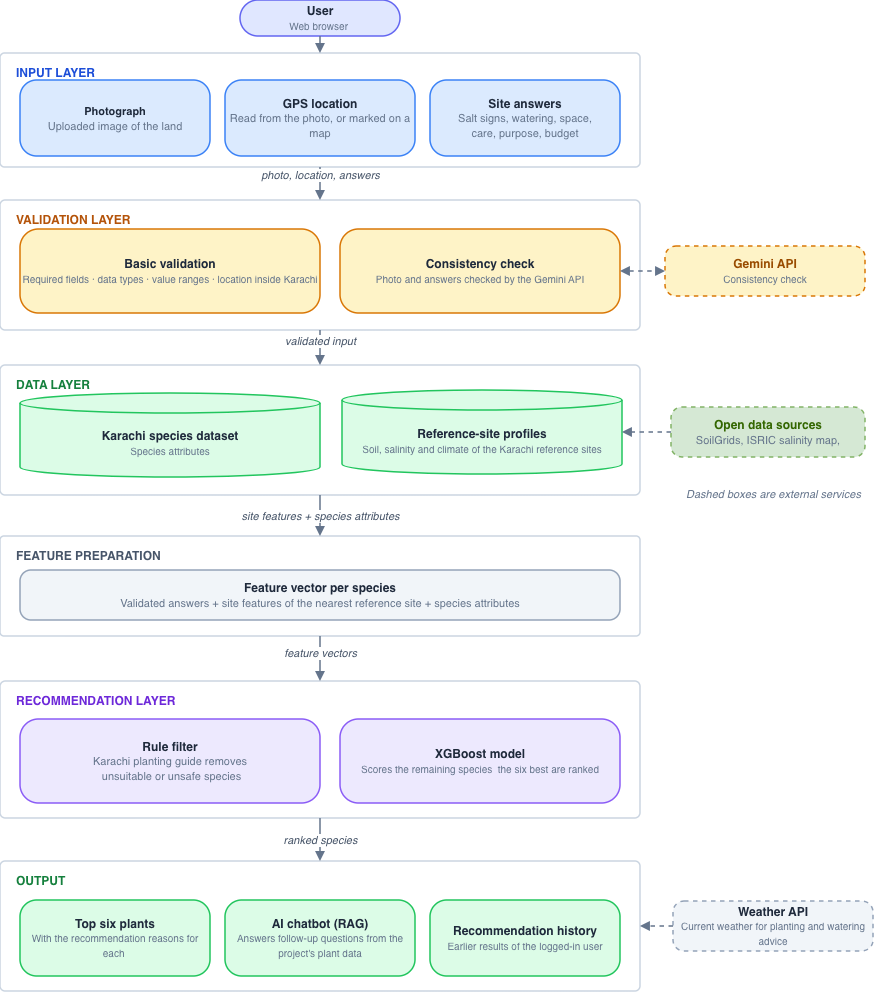 User
Web browser
INPUT LAYER
Photograph
Uploaded image of the land
GPS location
Read from the photo, or marked on a
map
Site answers
Salt signs, watering, space,
care, purpose, budget
photo, location, answers
VALIDATION LAYER
Basic validation
Required fields · data types · value ranges · location inside Karachi
Consistency check
Photo and answers checked by the Gemini API
Gemini API
Consistency check
validated input
DATA LAYER
Karachi species dataset
Species attributes
Reference-site profiles
Soil, salinity and climate of the Karachi reference sites
Open data sources
SoilGrids, ISRIC salinity map,
Dashed boxes are external services
site features + species attributes
FEATURE PREPARATION
Feature vector per species
Validated answers + site features of the nearest reference site + species attributes
feature vectors
RECOMMENDATION LAYER
Rule filter
Karachi planting guide removes
unsuitable or unsafe species
XGBoost model
Scores the remaining species the six best are ranked
ranked species
OUTPUT
Top six plants
With the recommendation reasons for
each
AI chatbot (RAG)
Answers follow-up questions from the
project's plant data
Recommendation history
Earlier results of the logged-in user
Weather API
Current weather for planting and watering
advice